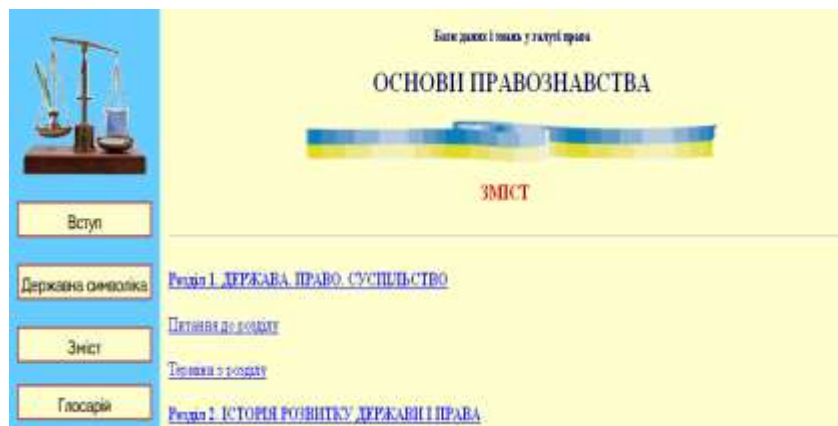 Бази даних і знань у галузі права
ОСНОВИ ПРАВОЗНАВСТВА
ЗМІСТ
Вступ
Державна символіка
Зміст
Глосарій
Розділ 1. ДЕРЖАВА. ПРАВО. СУСПІЛЬСТВО
Питання до розділу
Терміни з розділу
Розділ 2. ІСТОРІЯ РОЗВИТКУ ДЕРЖАВИ І ПРАВА